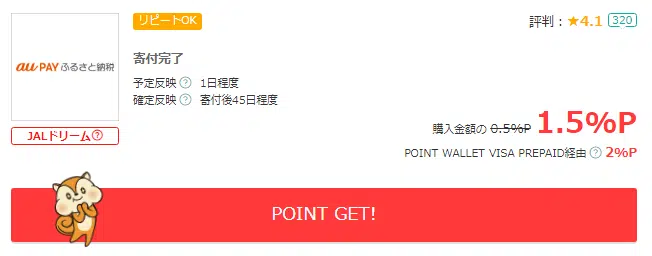 リピートOK
評判：★4.1 320
au PAY ふるさと納税
寄付完了
予定反映 ? 1日程度
確定反映 ? 寄付後45日程度
JALドリーム?
購入金額の 0.5%P 1.5%P
POINT WALLET VISA PREPAID経由 ? 2%P
POINT GET!